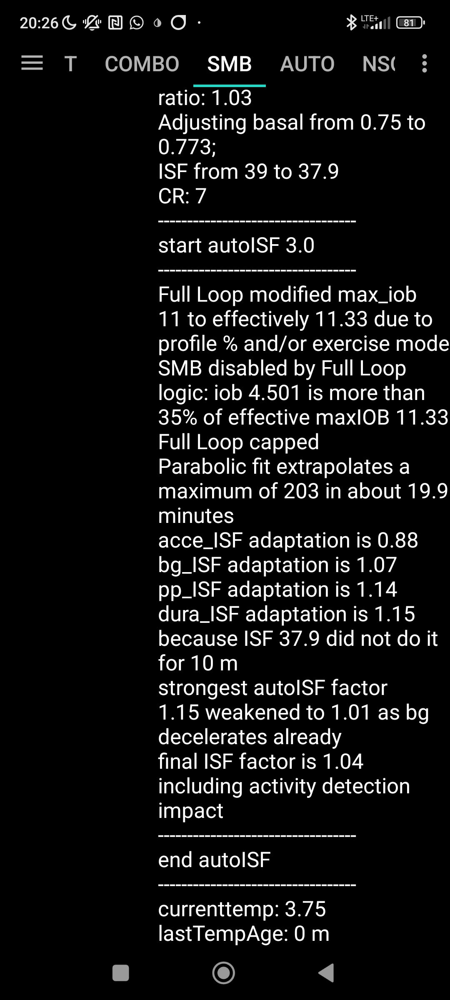 20:26
LTE+
81
T COMBO SMB AUTO NSC
ratio: 1.03
Adjusting basal from 0.75 to
0.773;
ISF from 39 to 37.9
CR: 7
----------------------------------
start autoISF 3.0
----------------------------------
Full Loop modified max_iob
11 to effectively 11.33 due to
profile % and/or exercise mode
SMB disabled by Full Loop
logic: iob 4.501 is more than
35% of effective maxIOB 11.33
Full Loop capped
Parabolic fit extrapolates a
maximum of 203 in about 19.9
minutes
acce_ISF adaptation is 0.88
bg_ISF adaptation is 1.07
pp_ISF adaptation is 1.14
dura_ISF adaptation is 1.15
because ISF 37.9 did not do it
for 10 m
strongest autoISF factor
1.15 weakened to 1.01 as bg
decelerates already
final ISF factor is 1.04
including activity detection
impact
----------------------------------
end autoISF
----------------------------------
currenttemp: 3.75
lastTempAge: 0 m